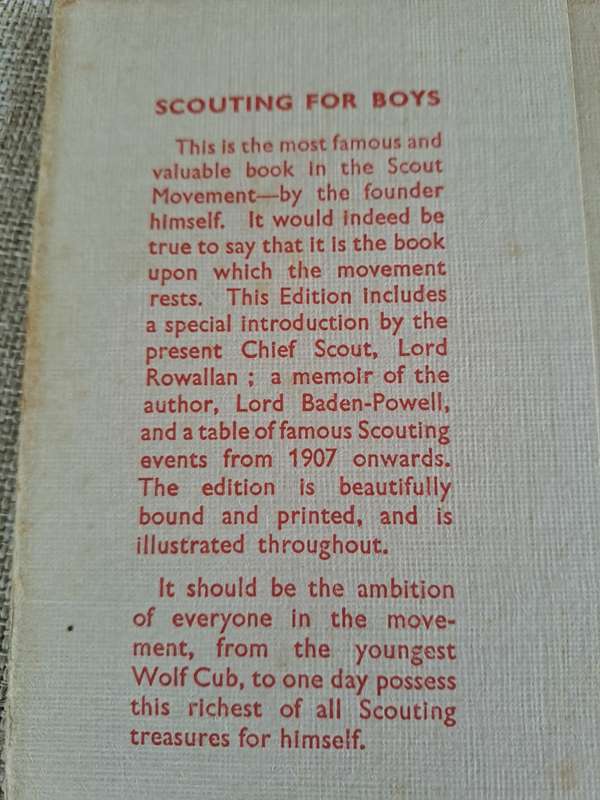 SCOUTING FOR BOYS
This is the most famous and
valuable book in the Scout
Movement—by the founder
himself. It would indeed be
true to say that it is the book
upon which the movement
rests. This Edition includes
a special introduction by the
present Chief Scout, Lord
Rowallan ; a memoir of the
author, Lord Baden-Powell,
and a table of famous Scouting
events from 1907 onwards.
The edition is beautifully
bound and printed, and is
illustrated throughout.
It should be the ambition
of everyone in the move-
ment, from the youngest
Wolf Cub, to one day possess
this richest of all Scouting
treasures for himself.